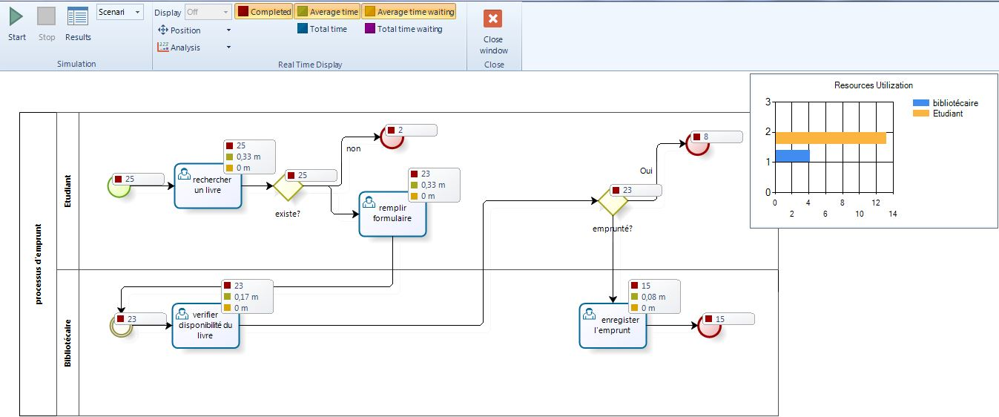 Start
Stop
Results
Scenari
Simulation
Display
Off
Position
Analysis
Completed
Average time
Average time waiting
Total time
Total time waiting
Real Time Display
Close
window
Close
Resources Utilization
3
2
1
0
0
4
8
12
2
6
10
14
bibliotécaire
Etudiant
processus d'emprunt
Etudiant
25
25
0,33 m
0 m
rechercher
un livre
25
existe?
non
2
23
0,33 m
0 m
remplir
formulaire
23
emprunté?
Oui
8
Bibliotécaire
23
23
0,17 m
0 m
verifier
disponibilité du
livre
15
0,08 m
0 m
enregister
l'emprunt
15